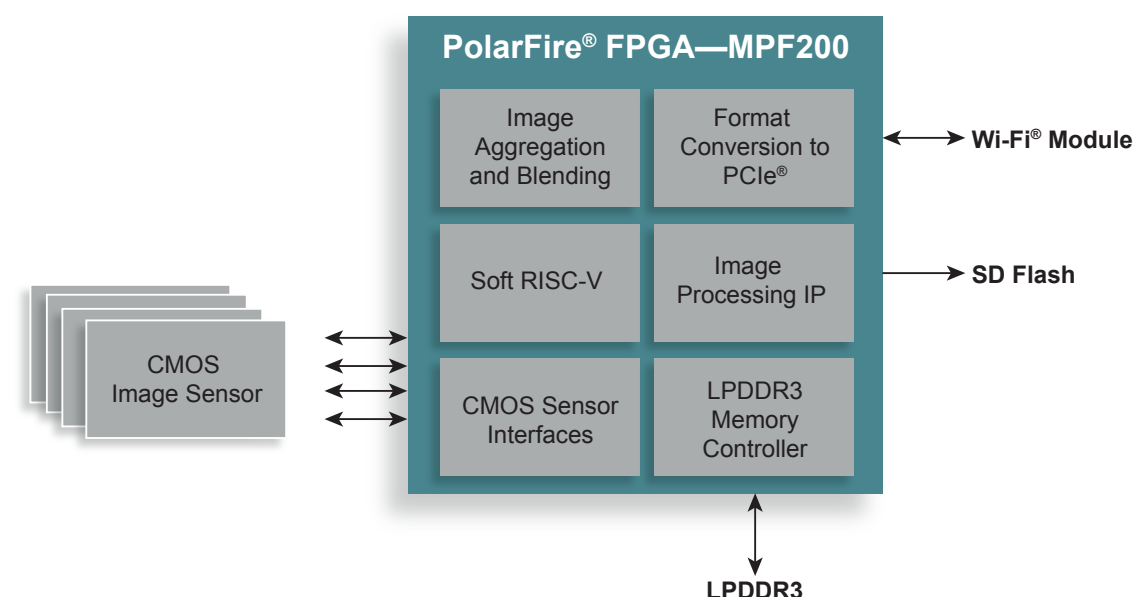 PolarFire® FPGA—MPF200
Image
Aggregation
and Blending
Format
Conversion to
PCIe®
Wi-Fi® Module
Soft RISC-V
Image
Processing IP
SD Flash
CMOS
Image Sensor
CMOS Sensor
Interfaces
LPDDR3
Memory
Controller
LPDDR3